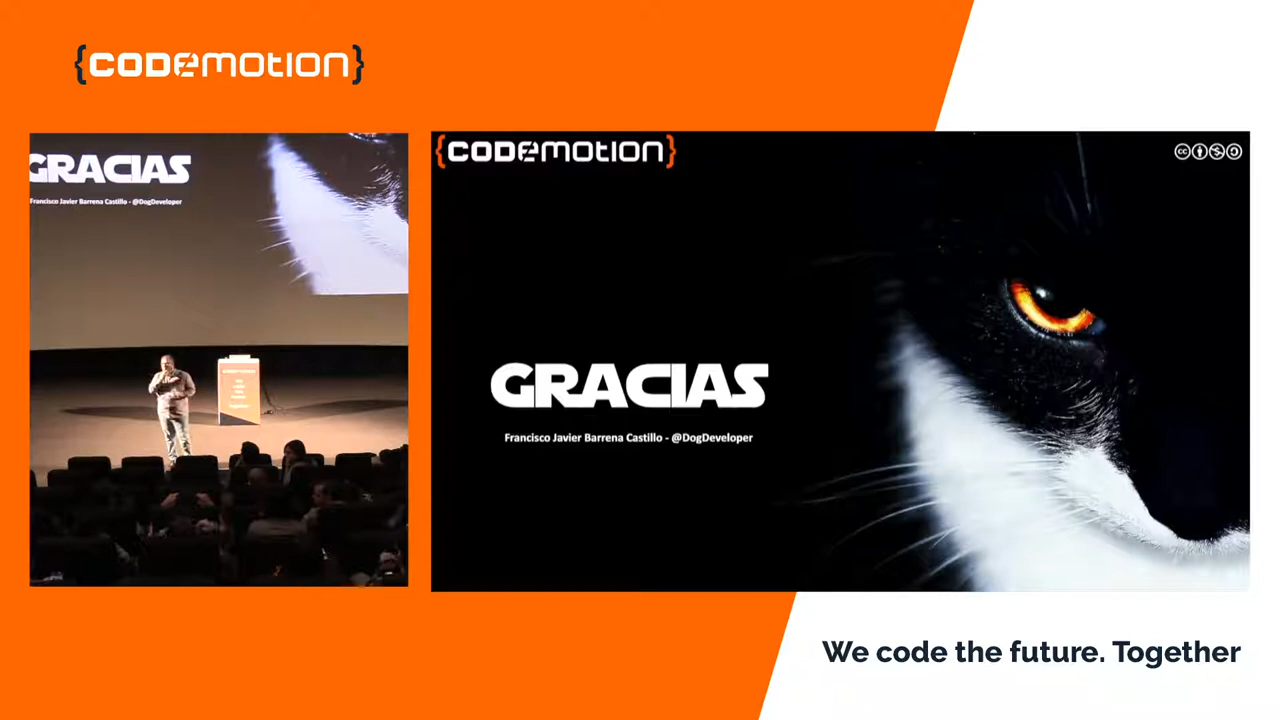 {CODEMOTION}
GRACIAS
Francisco Javier Barrena Castillo - @DogDeveloper
{CODEMOTION}
cc
GRACIAS
Francisco Javier Barrena Castillo - @DogDeveloper
We code the future. Together